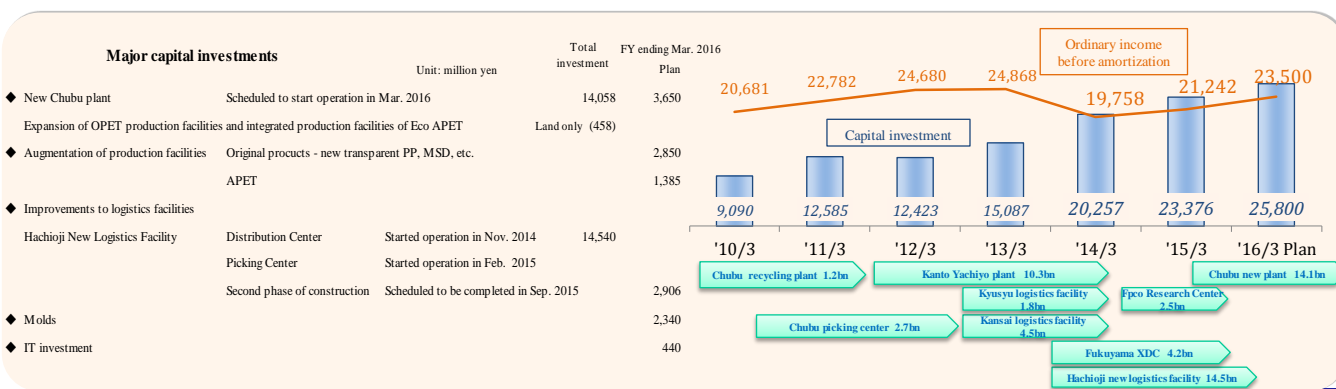 Major capital investments
Unit: million yen
Total investment
FY ending Mar. 2016
Plan
◆ New Chubu plant Scheduled to start operation in Mar. 2016 14,058 3,650
Expansion of OPET production facilities and integrated production facilities of Eco APET Land only (458)
◆ Augmentation of production facilities Original procucts - new transparent PP, MSD, etc. 2,850
APET 1,385
◆ Improvements to logistics facilities
Hachioji New Logistics Facility Distribution Center Started operation in Nov. 2014 14,540
Picking Center Started operation in Feb. 2015
Second phase of construction Scheduled to be completed in Sep. 2015 2,906
◆ Molds 2,340
◆ IT investment 440
Ordinary income
before amortization
20,681 22,782 24,680 24,868 19,758 21,242 23,500
Capital investment
9,090 12,585 12,423 15,087 20,257 23,376 25,800
'10/3 '11/3 '12/3 '13/3 '14/3 '15/3 '16/3 Plan
Chubu recycling plant 1.2bn
Kanto Yachiyo plant 10.3bn
Chubu new plant 14.1bn
Kyusyu logistics facility
1.8bn
Fpco Research Center
2.5bn
Chubu picking center 2.7bn
Kansai logistics facility
4.5bn
Fukuyama XDC 4.2bn
Hachioji new logistics facility 14.5bn